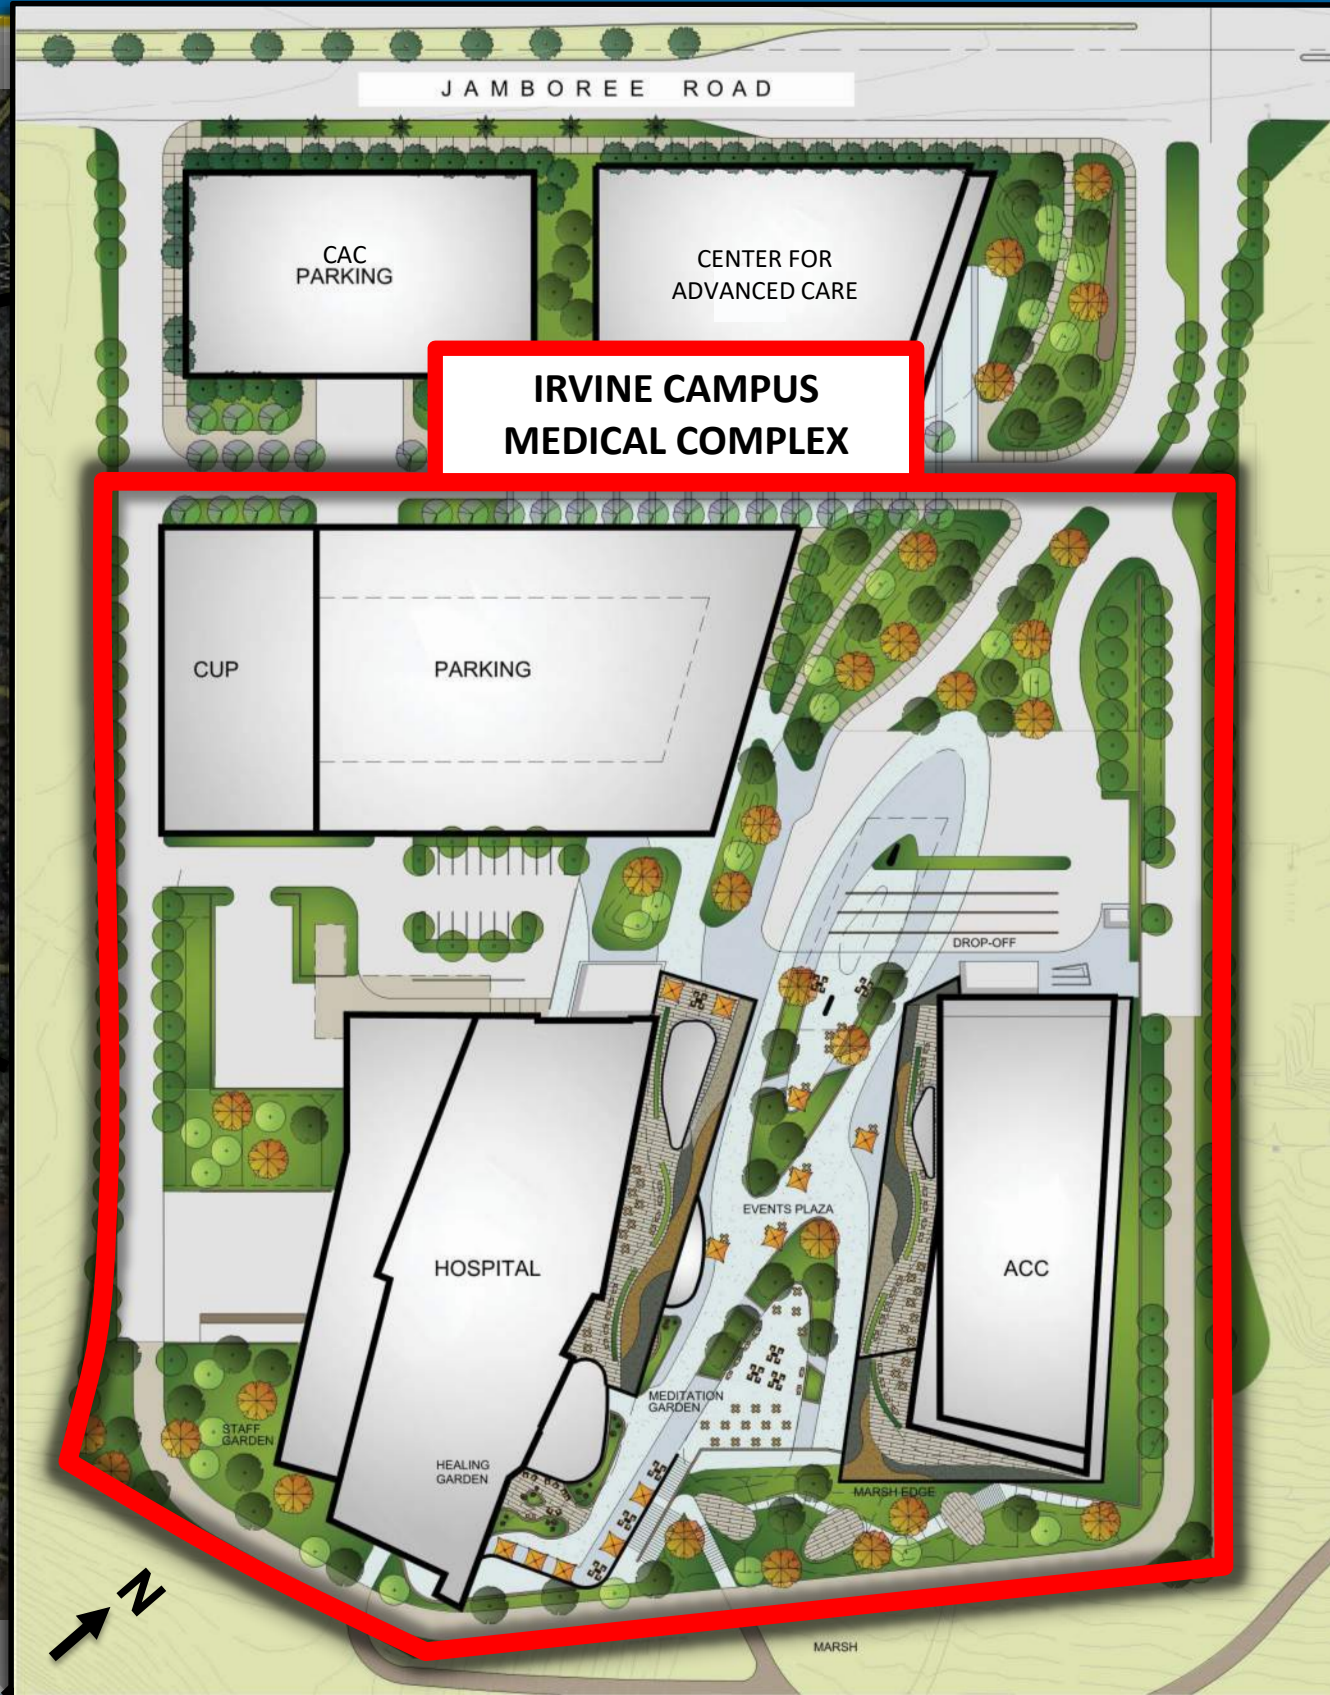 JAMBOREE ROAD
CAC
PARKING
CENTER FOR
ADVANCED CARE
IRVINE CAMPUS
MEDICAL COMPLEX
CUP
PARKING
DROP-OFF
EVENTS PLAZA
HOSPITAL
ACC
MEDITATION
GARDEN
STAFF
GARDEN
HEALING
GARDEN
MARSH EDGE
N
MARSH